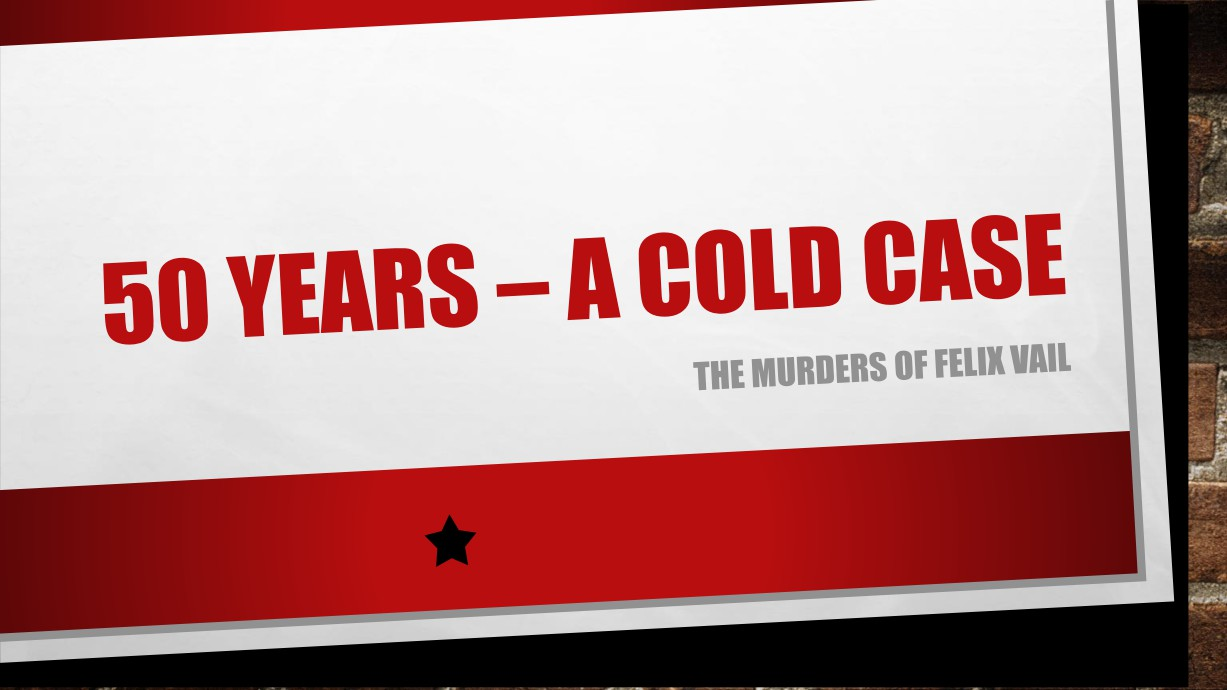 50 YEARS – A COLD CASE
THE MURDERS OF FELIX VAIL